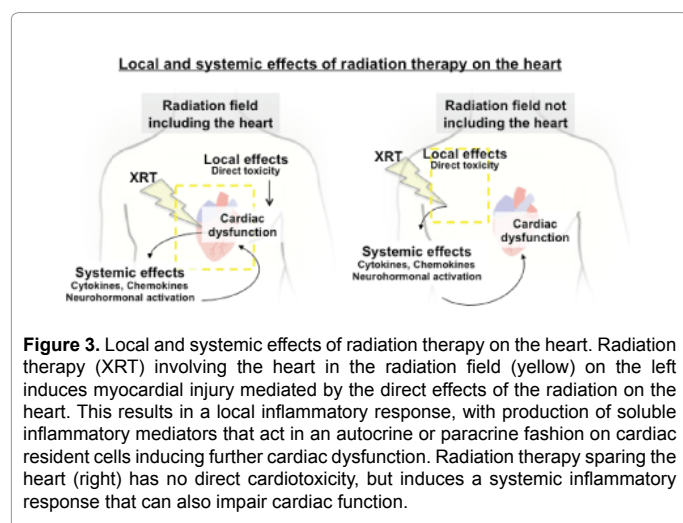 Local and systemic effects of radiation therapy on the heart
Radiation field
including the heart
Local effects
Direct toxicity
XRT
Cardiac
dysfunction
Systemic effects
Cytokines, Chemokines
Neurohormonal activation
Radiation field not
including the heart
XRT
Local effects
Direct toxicity
Cardiac
dysfunction
Systemic effects
Cytokines, Chemokines
Neurohormonal activation
Figure 3. Local and systemic effects of radiation therapy on the heart. Radiation
therapy (XRT) involving the heart in the radiation field (yellow) on the left
induces myocardial injury mediated by the direct effects of the radiation on the
heart. This results in a local inflammatory response, with production of soluble
inflammatory mediators that act in an autocrine or paracrine fashion on cardiac
resident cells inducing further cardiac dysfunction. Radiation therapy sparing the
heart (right) has no direct cardiotoxicity, but induces a systemic inflammatory
response that can also impair cardiac function.